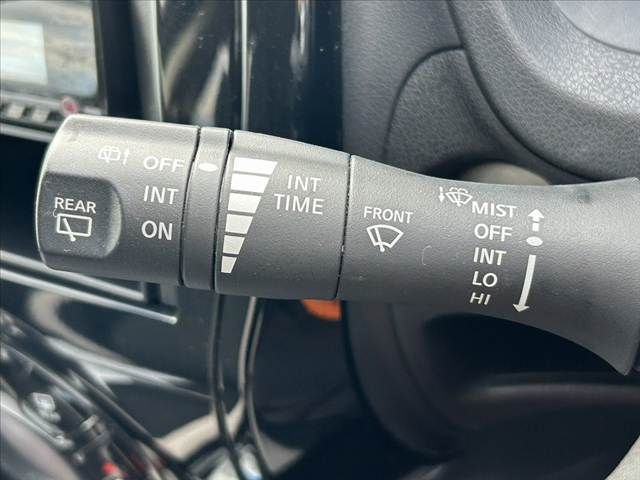 REAR
OFF
INT
ON
INT
TIME
FRONT
MIST
OFF
INT
LO
HI